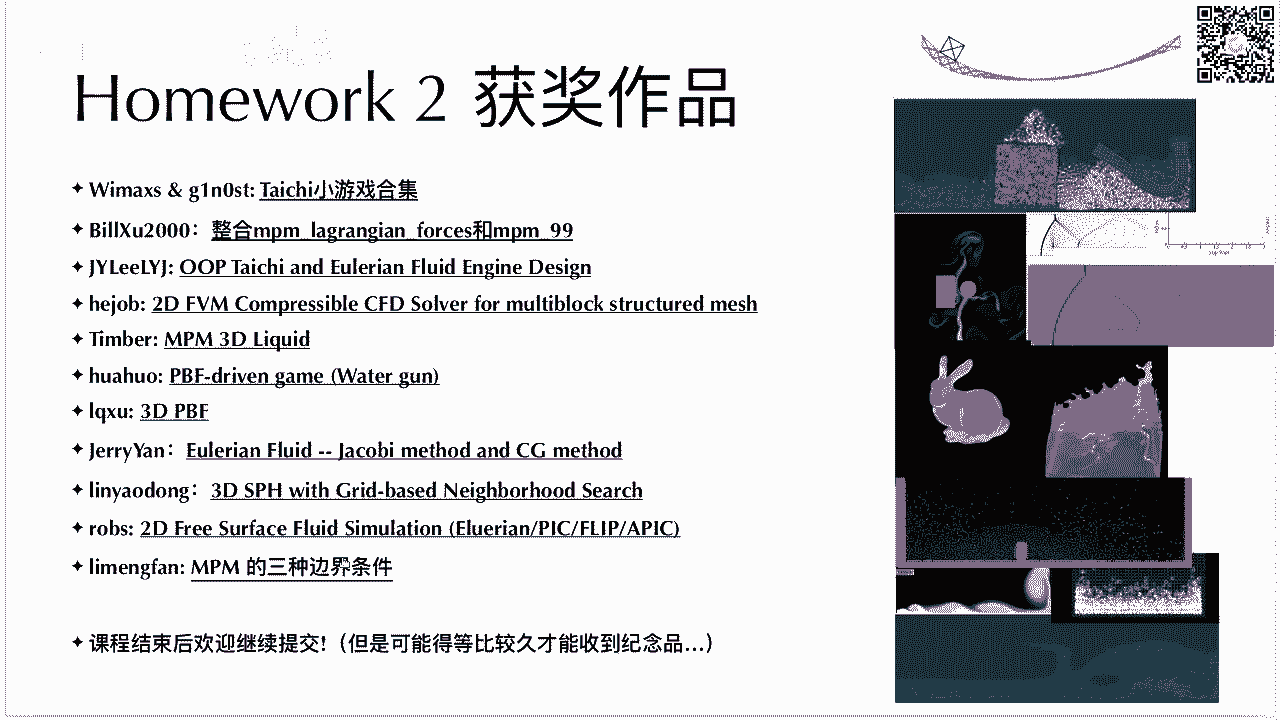 Homework 2 获奖作品
Wimaxs & g1n0st: Taichi小游戏合集
BillXu2000：整合mpm_lagrangian_forces和mpm_99
JYLeeLYJ: OOP Taichi and Eulerian Fluid Engine Design
hejob: 2D FVM Compressible CFD Solver for multiblock structured mesh
Timber: MPM 3D Liquid
huahuo: PBF-driven game (Water gun)
lqxu: 3D PBF
JerryYan：Eulerian Fluid -- Jacobi method and CG method
linyaodong：3D SPH with Grid-based Neighborhood Search
robs: 2D Free Surface Fluid Simulation (Eluerian/PIC/FLIP/APIC)
limengfan: MPM 的三种边界条件
课程结束后欢迎继续提交!（但是可能得等比较久才能收到纪念品…）